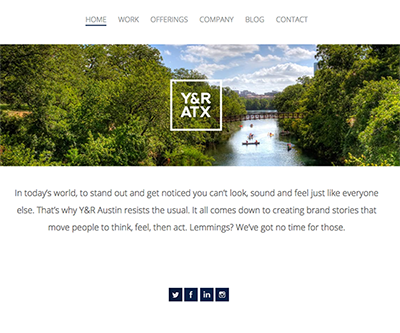 HOME WORK OFFERINGS COMPANY BLOG CONTACT
Y&R
ATX
In today's world, to stand out and get noticed you can't look, sound and feel just like everyone
else. That's why Y&R Austin resists the usual. It all comes down to creating brand stories that
move people to think, feel, then act. Lemmings? We've got no time for those.